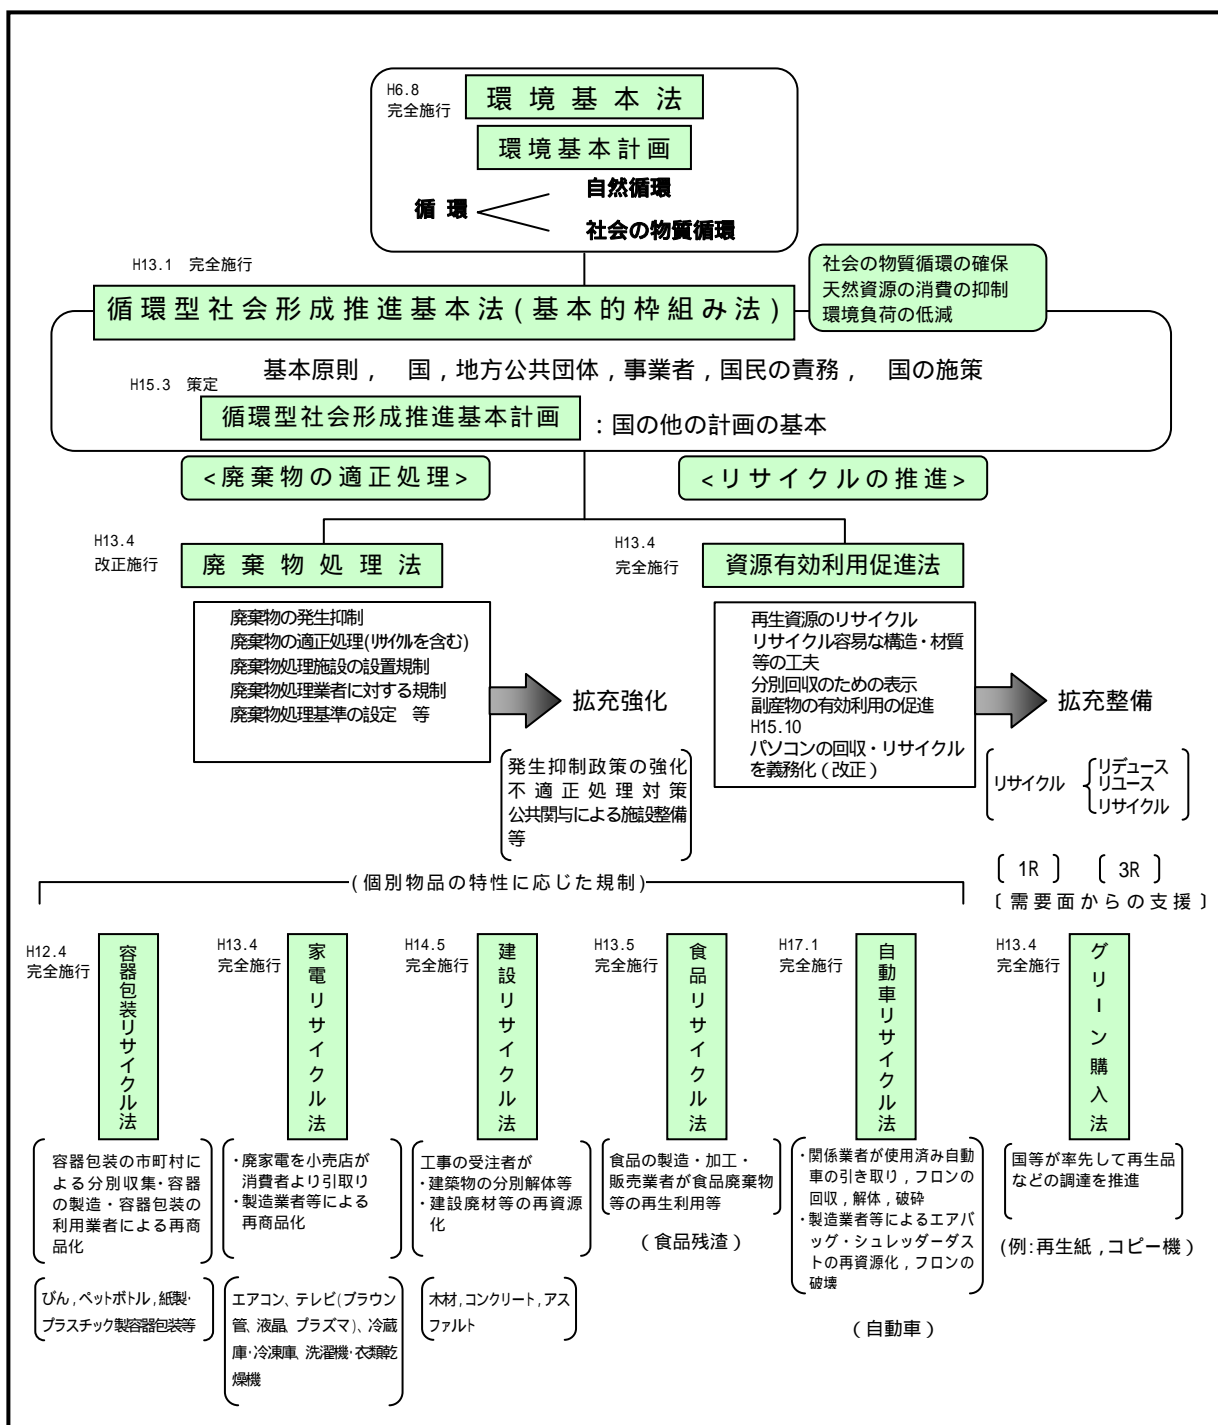 H6.8
完全施行
環境基本法
環境基本計画
循環
自然循環
社会の物質循環
H13.1 完全施行
循環型社会形成推進基本法(基本的枠組み法)
社会の物質循環の確保
天然資源の消費の抑制
環境負荷の低減
基本原則, 国,地方公共団体,事業者,国民の責務, 国の施策
H15.3 策定
循環型社会形成推進基本計画
:国の他の計画の基本
<廃棄物の適正処理>
<リサイクルの推進>
H13.4
改正施行
廃棄物処理法
H13.4
完全施行
資源有効利用促進法
廃棄物の発生抑制
廃棄物の適正処理(リサイクルを含む)
廃棄物処理施設の設置規制
廃棄物処理業者に対する規制
廃棄物処理基準の設定 等
拡充強化
発生抑制政策の強化
不適正処理対策
公共関与による施設整備
等
再生資源のリサイクル
リサイクル容易な構造・材質
等の工夫
分別回収のための表示
副産物の有効利用の促進
H15.10
パソコンの回収・リサイクル
を義務化(改正)
拡充整備
リサイクル
リデュース
リユース
リサイクル
〔1R〕 〔3R〕
(個別物品の特性に応じた規制)
〔需要面からの支援〕
H12.4
完全施行
容器包装リサイクル法
H13.4
完全施行
家電リサイクル法
H14.5
完全施行
建設リサイクル法
H13.5
完全施行
食品リサイクル法
H17.1
完全施行
自動車リサイクル法
H13.4
完全施行
グリーン購入法
容器包装の市町村に
よる分別収集・容器
の製造・容器包装の
利用業者による再商
品化
びん,ペットボトル,紙製・
プラスチック製容器包装等
・廃家電を小売店が
消費者より引取り
・製造業者等による
再商品化
エアコン、テレビ(ブラウン
管、液晶、プラズマ)、冷蔵
庫・冷凍庫、洗濯機・衣類乾
燥機
工事の受注者が
・建築物の分別解体等
・建設廃材等の再資源
化
木材,コンクリート,アス
ファルト
食品の製造・加工・
販売業者が食品廃棄物
等の再生利用等
(食品残渣)
・関係業者が使用済み自動
車の引き取り,フロンの
回収,解体,破砕
・製造業者等によるエアバ
ッグ・シュレッダーダス
トの再資源化,フロンの
破壊
(自動車)
国等が率先して再生品
などの調達を推進
(例:再生紙,コピー機)